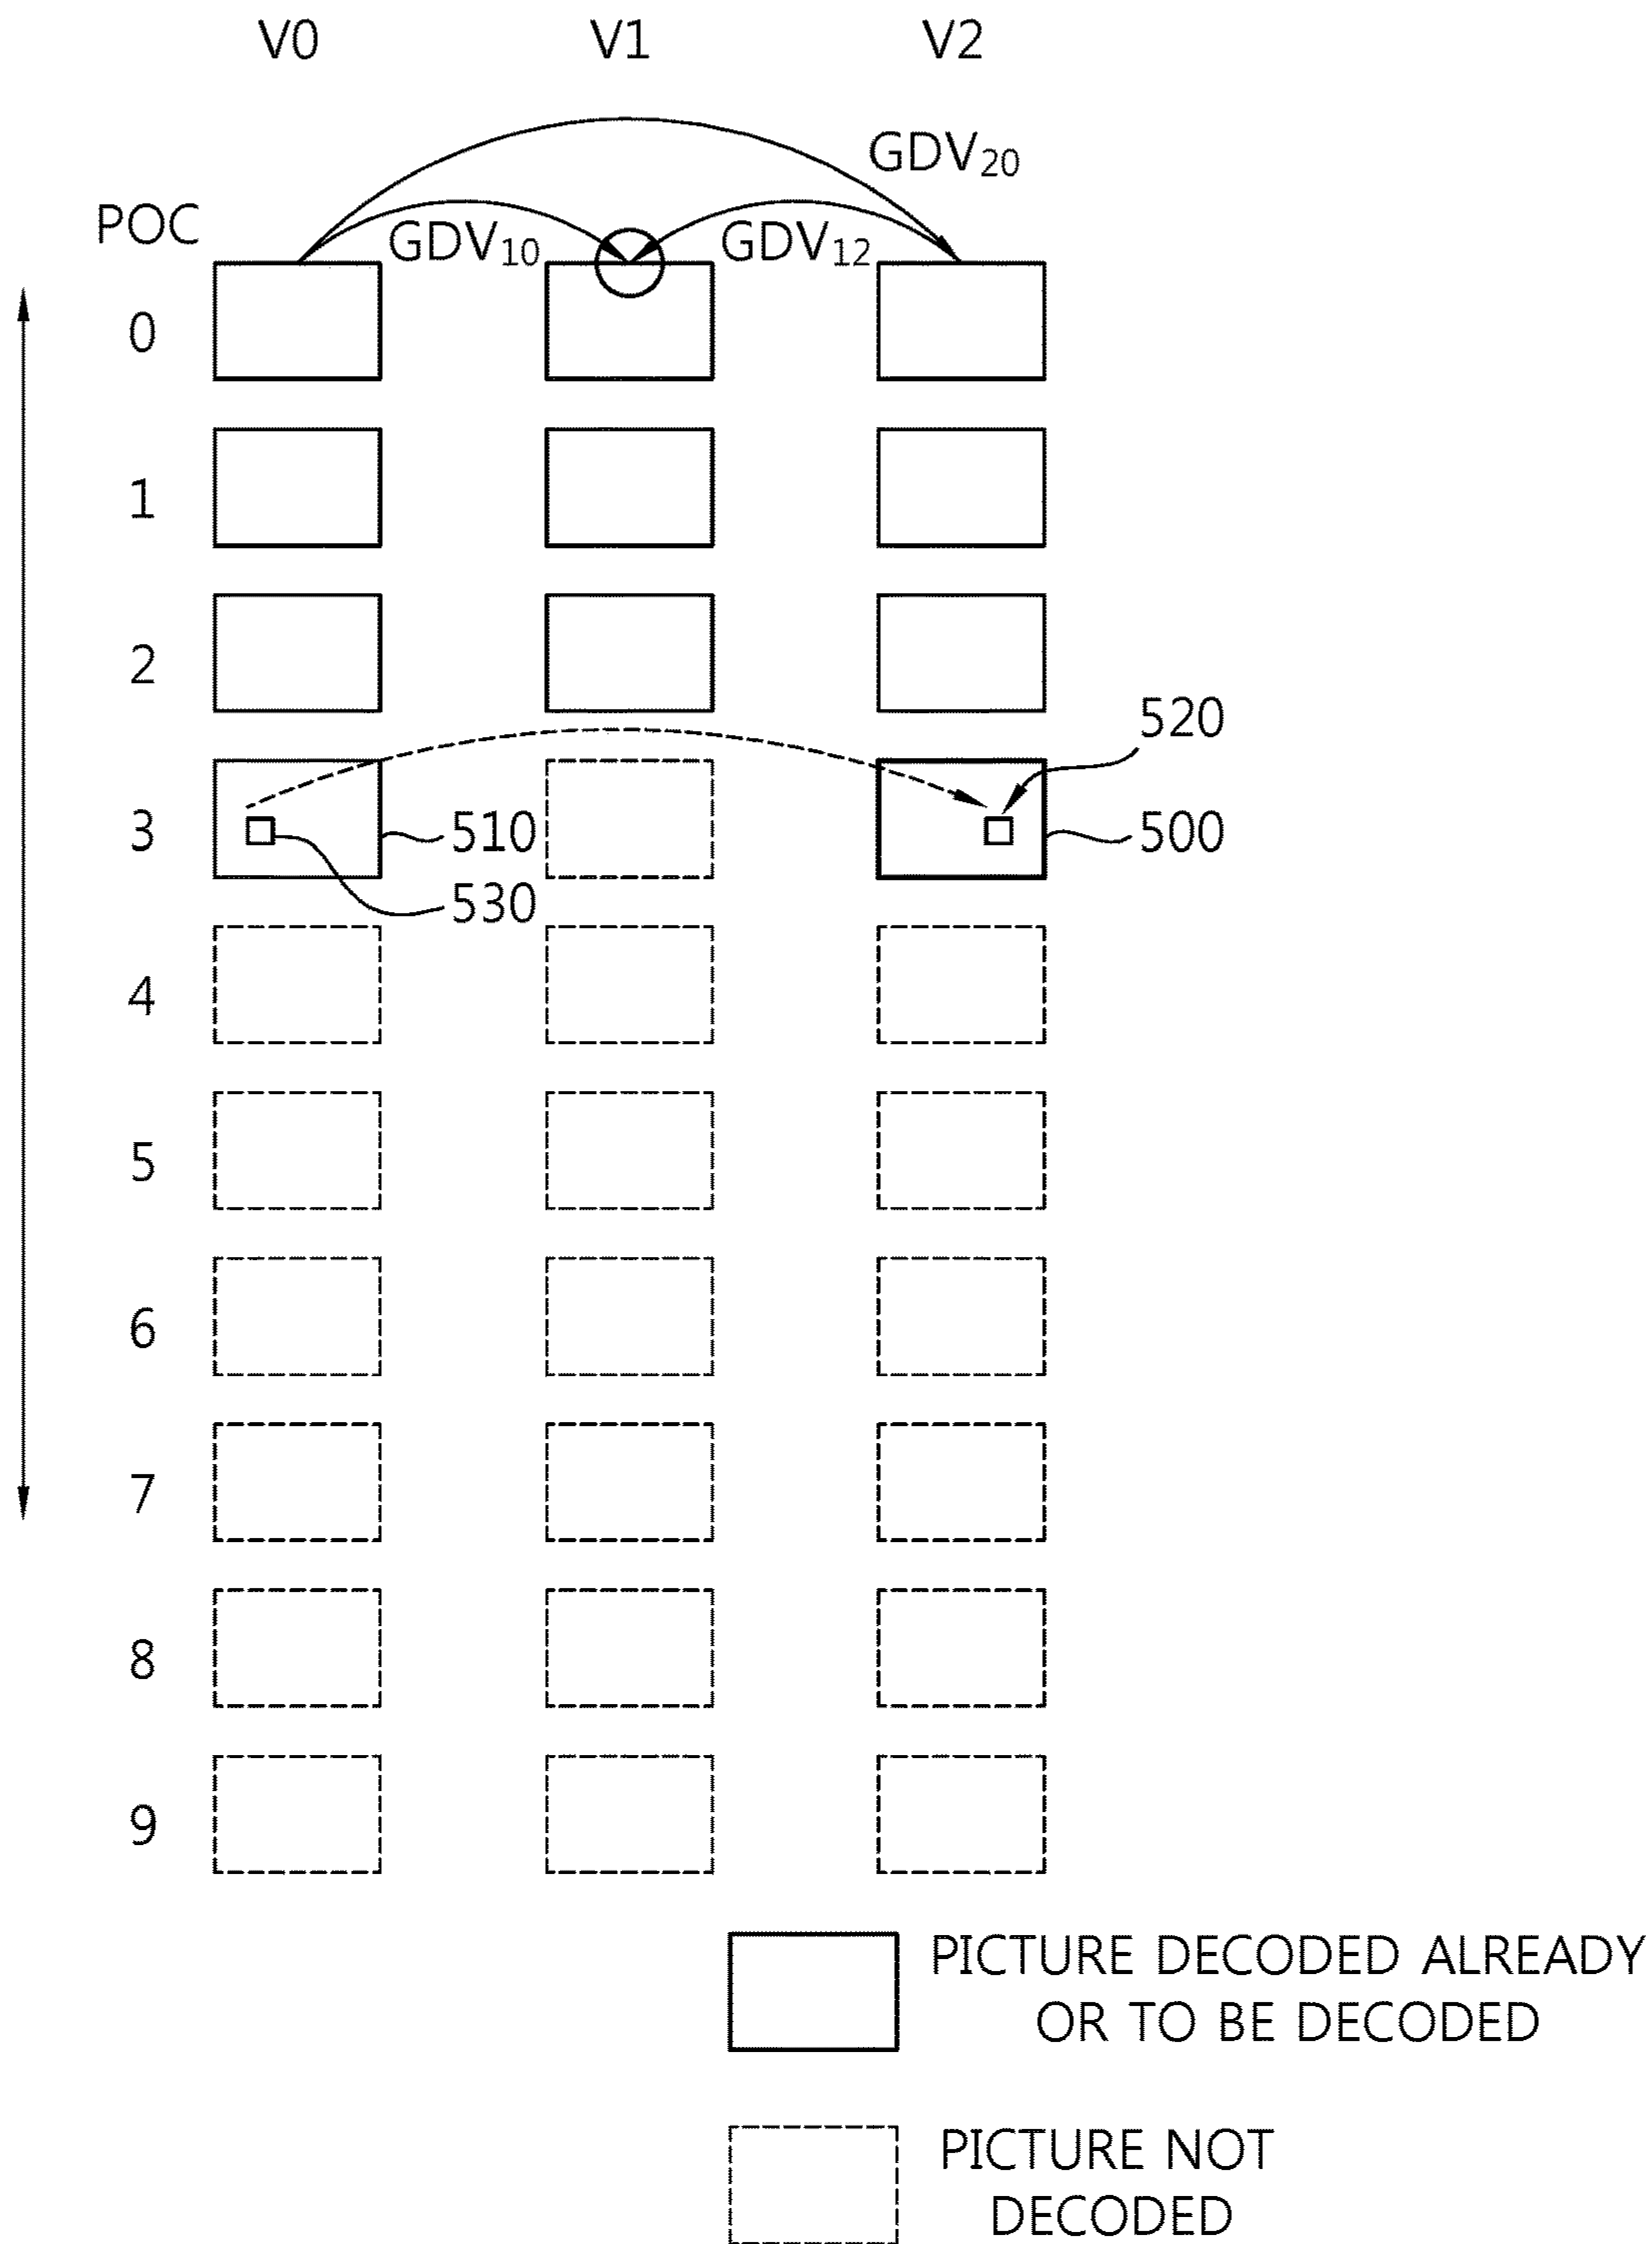 V0 V1 V2
GDV20
POC
GDV10 GDV12
0
1
2
520
3 510 500
530
4
5
6
7
8
9
PICTURE DECODED ALREADY
OR TO BE DECODED
PICTURE NOT
DECODED